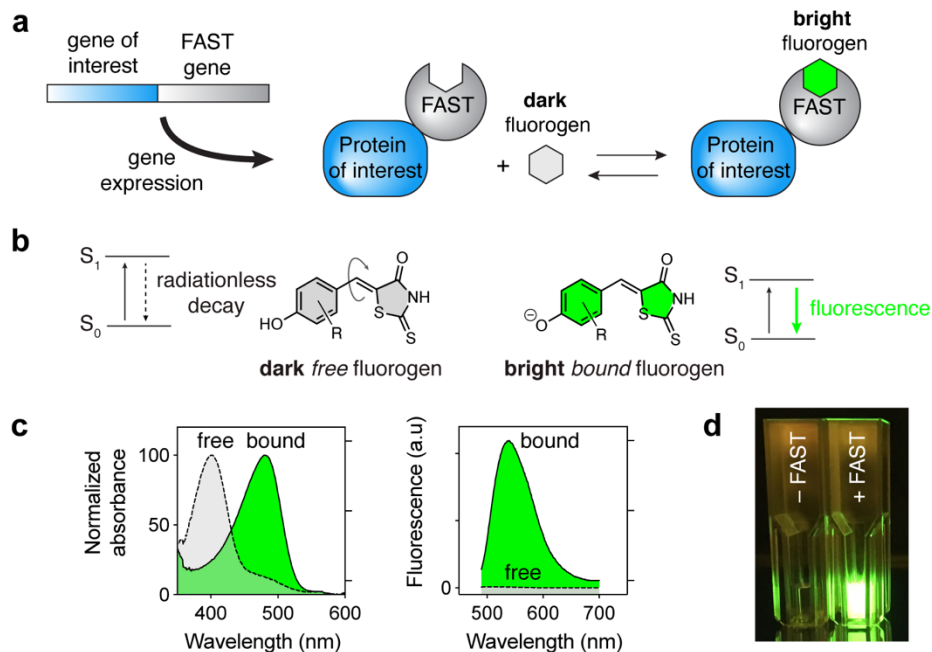 a
gene of
interest
FAST
gene
gene
expression
FAST
Protein
of interest
+
dark
fluorogen
bright
fluorogen
FAST
Protein
of interest
b
S1
S0
radiationless
decay
HO
R
O
NH
S
S
dark free fluorogen
⊖
O
R
O
NH
S
S
bright bound fluorogen
S1
S0
fluorescence
c
Normalized
absorbance
100
50
0
free bound
400 500 600
Wavelength (nm)
Fluorescence (a.u)
0
bound
free
500 600 700
Wavelength (nm)
d
– FAST
+ FAST